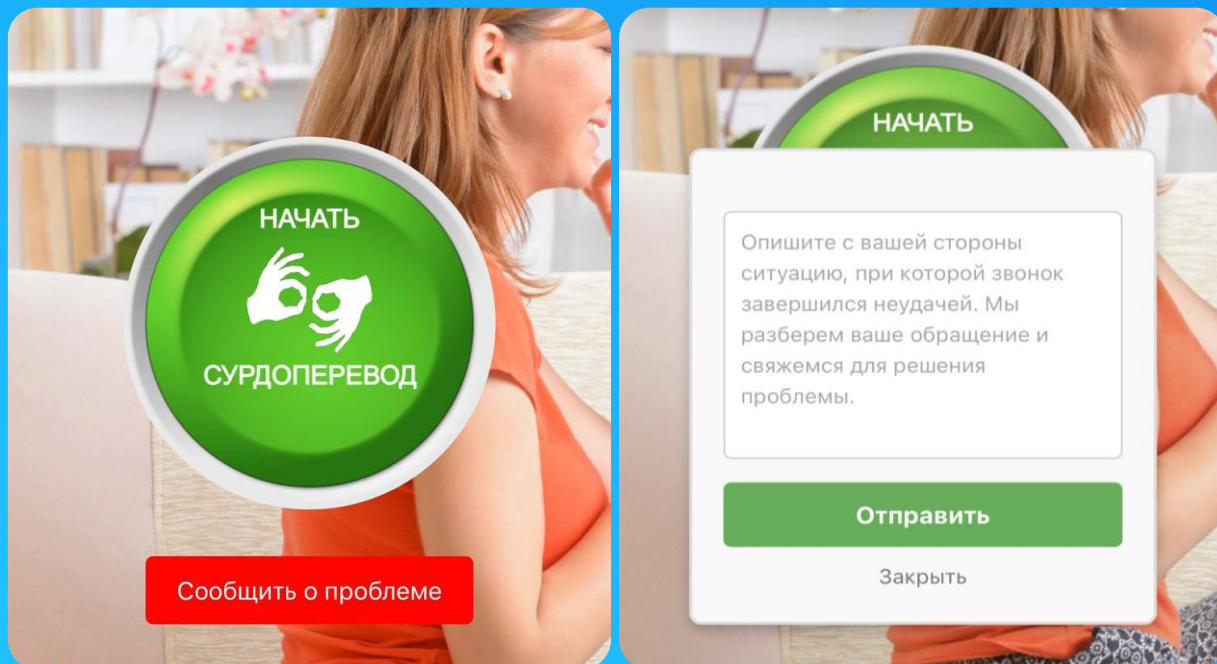 НАЧАТЬ
СУРДОПЕРЕВОД
Сообщить о проблеме
НАЧАТЬ
Опишите с вашей стороны
ситуацию, при которой звонок
завершился неудачей. Мы
разберем ваше обращение и
свяжемся для решения
проблемы.
Отправить
Закрыть